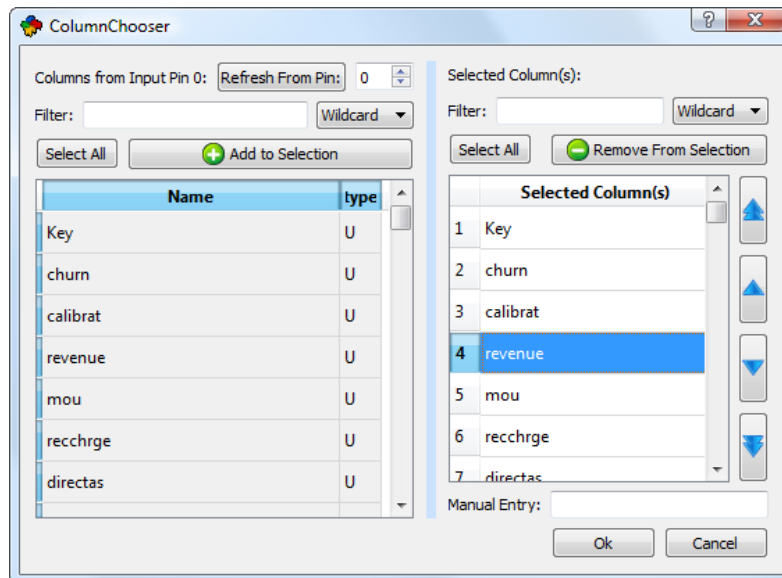 ColumnChooser
Columns from Input Pin 0: Refresh From Pin: 0
Filter: Wildcard
Select All Add to Selection
Name type
Key U
churn U
calibrat U
revenue U
mou U
recchrge U
directas U
Selected Column(s):
Filter: Wildcard
Select All Remove From Selection
Selected Column(s)
1 Key
2 churn
3 calibrat
4 revenue
5 mou
6 recchrge
7 directas
Manual Entry:
Ok Cancel